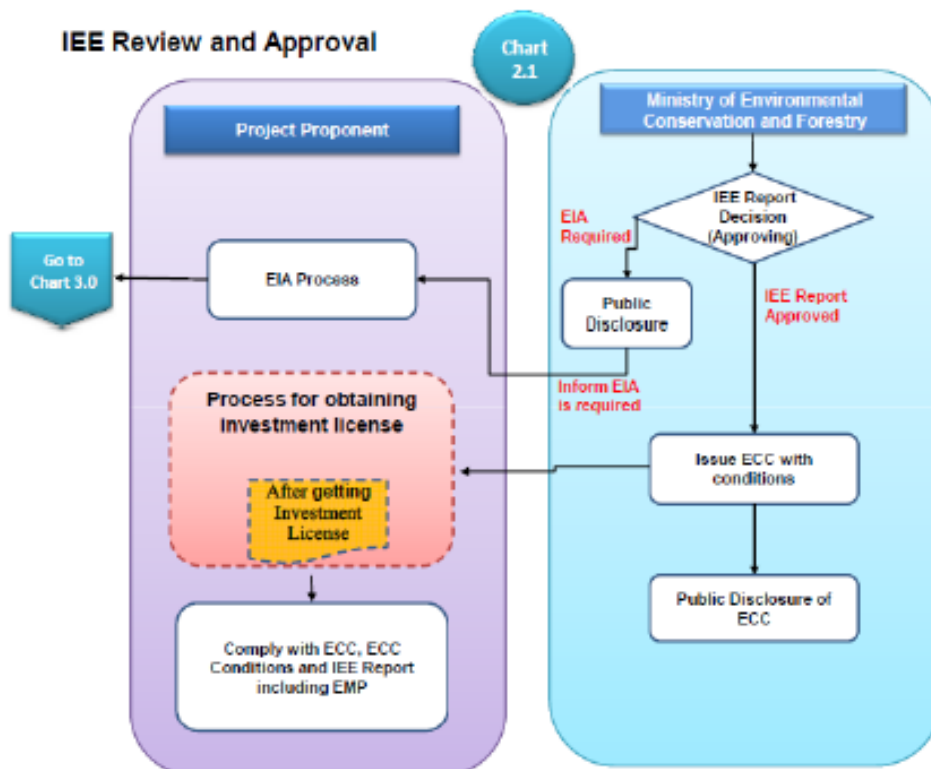 IEE Review and Approval
Chart
2.1
Project Proponent
Ministry of Environmental
Conservation and Forestry
IEE Report
Decision
(Approving)
EIA
Required
Go to
Chart 3.0
EIA Process
Public
Disclosure
IEE Report
Approved
Inform EIA
is required
Process for obtaining
investment license
After getting
Investment
License
Issue ECC with
conditions
Comply with ECC, ECC
Conditions and IEE Report
including EMP
Public Disclosure of
ECC